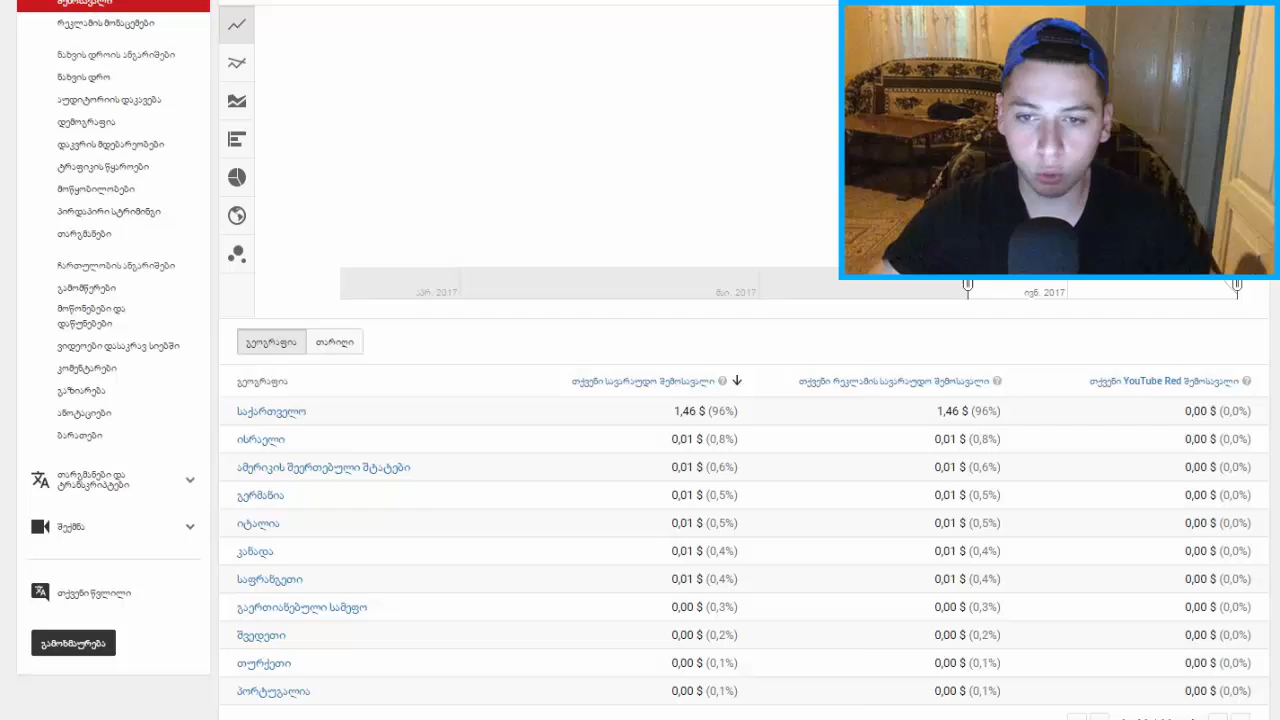 შემოსავალი
რეკლამის მონაცემები
ნახვის დროის ანგარიშები
ნახვის დრო
აუდიტორიის დაკავება
დემოგრაფია
დაკვრის მდებარეობები
ტრაფიკის წყაროები
მოწყობილობები
პირდაპირი სტრიმინგი
თარგმანები
ჩართულობის ანგარიშები
გამომწერები
მოწონებები და
დაწუნებები
ვიდეოები დასაკრავ სიებში
კომენტარები
გაზიარება
ანოტაციები
ბარათები
თარგმანები და
ტრანსკრიპტები
შექმნა
თქვენი წვლილი
გამოხმაურება
აპრ. 2017 მაი. 2017 ივნ. 2017
გეოგრაფია თარიღი
გეოგრაფია თქვენი სავარაუდო შემოსავალი თქვენი რეკლამის სავარაუდო შემოსავალი თქვენი YouTube Red შემოსავალი
საქართველო 1,46 $ (96%) 1,46 $ (96%) 0,00 $ (0,0%)
ისრაელი 0,01 $ (0,8%) 0,01 $ (0,8%) 0,00 $ (0,0%)
ამერიკის შეერთებული შტატები 0,01 $ (0,6%) 0,01 $ (0,6%) 0,00 $ (0,0%)
გერმანია 0,01 $ (0,5%) 0,01 $ (0,5%) 0,00 $ (0,0%)
იტალია 0,01 $ (0,5%) 0,01 $ (0,5%) 0,00 $ (0,0%)
კანადა 0,01 $ (0,4%) 0,01 $ (0,4%) 0,00 $ (0,0%)
საფრანგეთი 0,01 $ (0,4%) 0,01 $ (0,4%) 0,00 $ (0,0%)
გაერთიანებული სამეფო 0,00 $ (0,3%) 0,00 $ (0,3%) 0,00 $ (0,0%)
შვედეთი 0,00 $ (0,2%) 0,00 $ (0,2%) 0,00 $ (0,0%)
თურქეთი 0,00 $ (0,1%) 0,00 $ (0,1%) 0,00 $ (0,0%)
პორტუგალია 0,00 $ (0,1%) 0,00 $ (0,1%) 0,00 $ (0,0%)